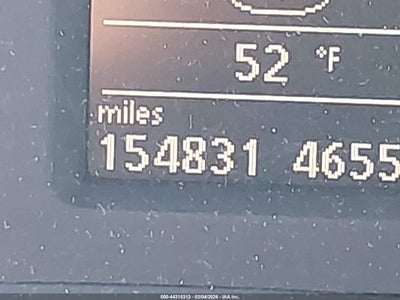 52 °F
miles
154831 4655
000-44315313 - 02/04/2026 - IAA Inc.